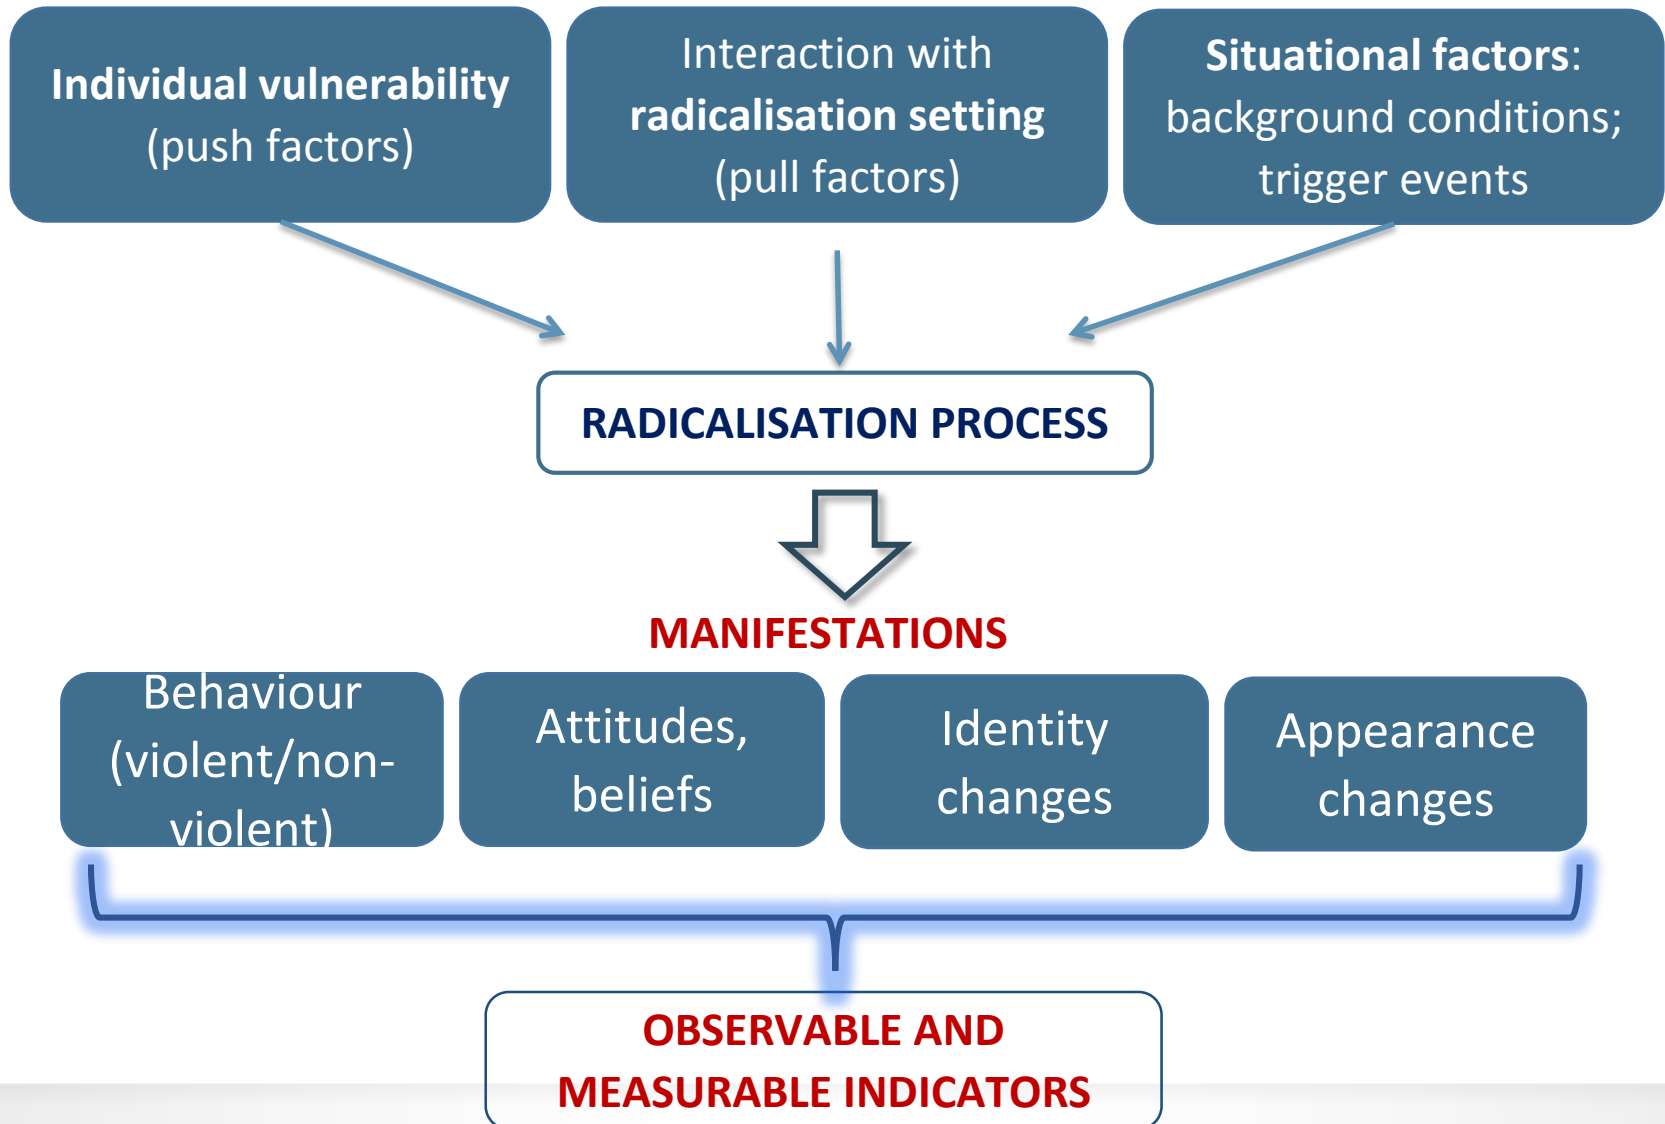 Individual vulnerability
(push factors)
Interaction with
radicalisation setting
(pull factors)
Situational factors:
background conditions;
trigger events
RADICALISATION PROCESS
MANIFESTATIONS
Behaviour
(violent/non-
violent)
Attitudes,
beliefs
Identity
changes
Appearance
changes
OBSERVABLE AND
MEASURABLE INDICATORS